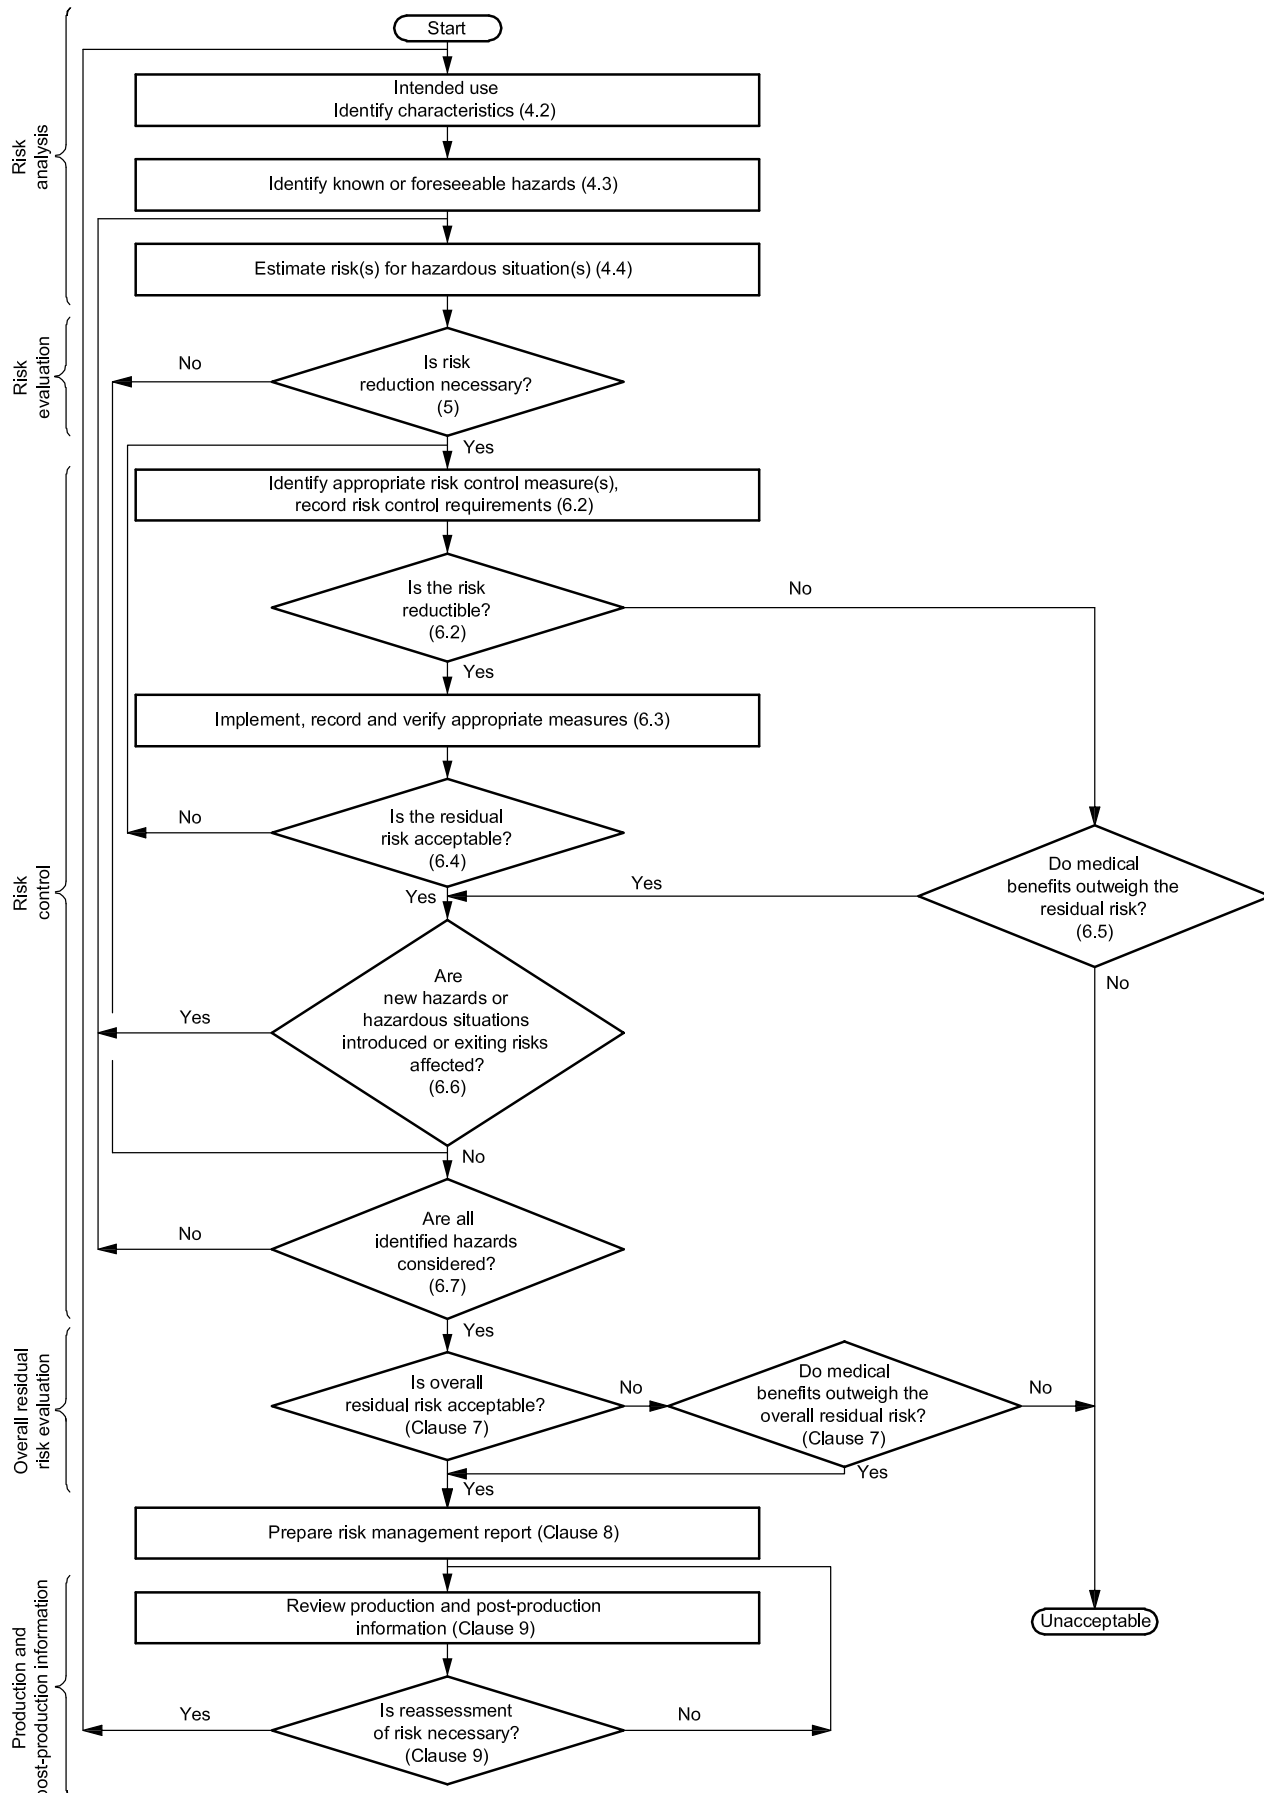 Start
Intended use
Identify characteristics (4.2)
Risk
analysis
Identify known or foreseeable hazards (4.3)
Estimate risk(s) for hazardous situation(s) (4.4)
Risk
evaluation
No
Is risk
reduction necessary?
(5)
Yes
Identify appropriate risk control measure(s),
record risk control requirements (6.2)
Is the risk
reductible?
(6.2)
No
Yes
Implement, record and verify appropriate measures (6.3)
No
Is the residual
risk acceptable?
(6.4)
Risk
control
Yes
Yes
Do medical
benefits outweigh the
residual risk?
(6.5)
No
Yes
Are
new hazards or
hazardous situations
introduced or exiting risks
affected?
(6.6)
No
No
Are all
identified hazards
considered?
(6.7)
Yes
Overall residual
risk evaluation
Is overall
residual risk acceptable?
(Clause 7)
No
Do medical
benefits outweigh the
overall residual risk?
(Clause 7)
No
Yes
Yes
Prepare risk management report (Clause 8)
Production and
post-production information
Review production and post-production
information (Clause 9)
Unacceptable
Yes
Is reassessment
of risk necessary?
(Clause 9)
No